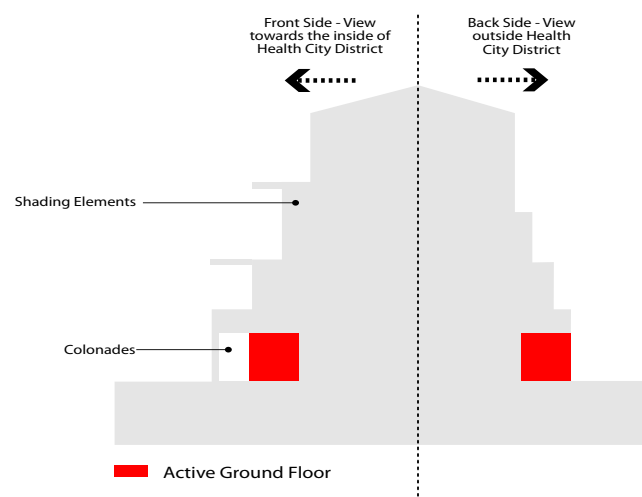 Front Side - View
towards the inside of
Health City District
Back Side - View
outside Health
City District
Shading Elements
Colonades
Active Ground Floor